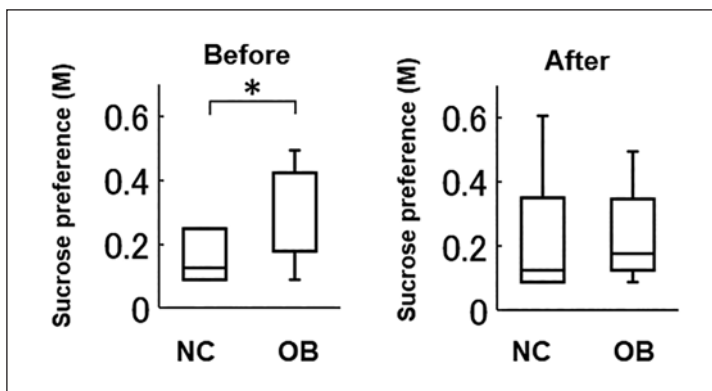 Before
Sucrose preference (M)
*
0.6
0.4
0.2
0
NC OB
After
Sucrose preference (M)
0.6
0.4
0.2
0
NC OB